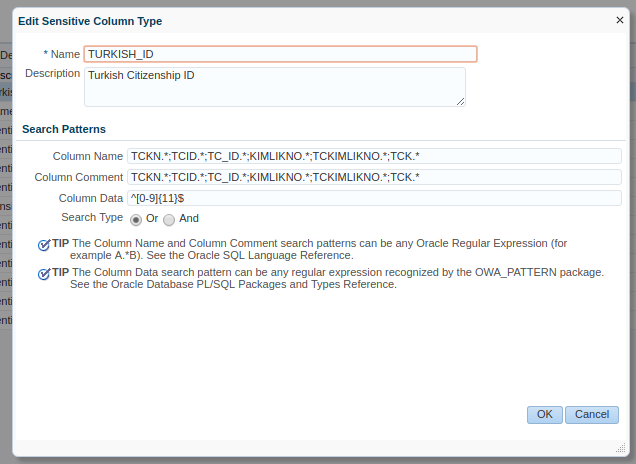 Edit Sensitive Column Type
* Name TURKISH_ID
Description Turkish Citizenship ID
Search Patterns
Column Name TCKN.*;TCID.*;TC_ID.*;KIMLIKNO.*;TCKIMLIKNO.*;TCK.*
Column Comment TCKN.*;TCID.*;TC_ID.*;KIMLIKNO.*;TCKIMLIKNO.*;TCK.*
Column Data ^[0-9]{11}$
Search Type Or And
TIP The Column Name and Column Comment search patterns can be any Oracle Regular Expression (for
example A.*B). See the Oracle SQL Language Reference.
TIP The Column Data search pattern can be any regular expression recognized by the OWA_PATTERN package.
See the Oracle Database PL/SQL Packages and Types Reference.
OK Cancel